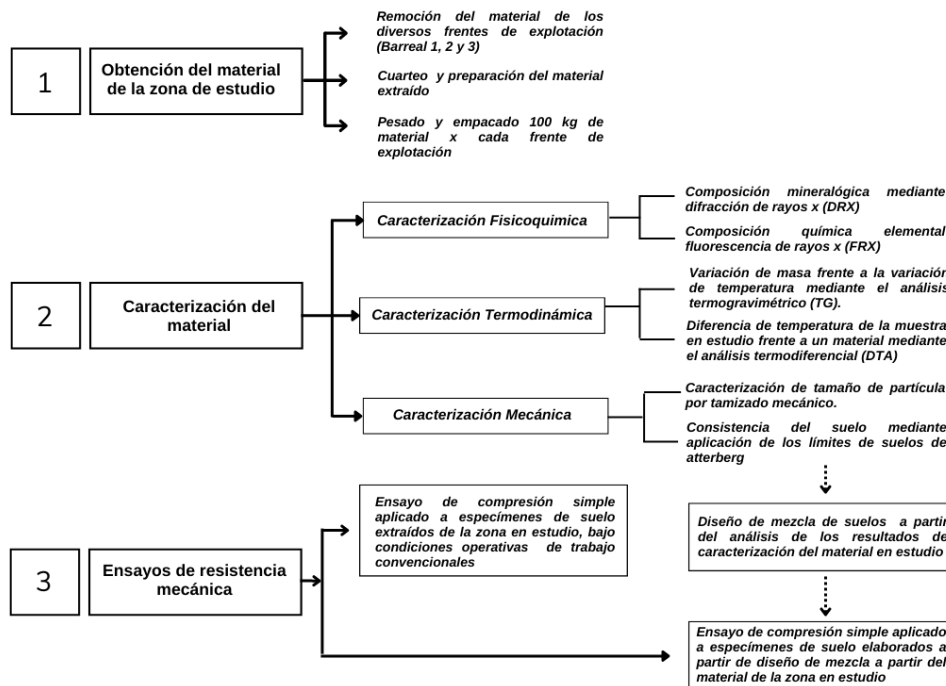 1
Obtención del material
de la zona de estudio
Remoción del material de los
diversos frentes de explotación
(Barreal 1, 2 y 3)
Cuarteo y preparación del material
extraído
Pesado y empacado 100 kg de
material x cada frente de
explotación
2
Caracterización del
material
Caracterización Fisicoquimica
Composición mineralógica mediante
difracción de rayos x (DRX)
Composición química elemental
fluorescencia de rayos x (FRX)
Caracterización Termodinámica
Variación de masa frente a la variación
de temperatura mediante el análisis
termogravimétrico (TG).
Diferencia de temperatura de la muestra
en estudio frente a un material mediante
el análisis termodiferencial (DTA)
Caracterización Mecánica
Caracterización de tamaño de partícula
por tamizado mecánico.
Consistencia del suelo mediante
aplicación de los límites de suelos de
atterberg
3
Ensayos de resistencia
mecánica
Ensayo de compresión simple
aplicado a especímenes de suelo
extraídos de la zona en estudio, bajo
condiciones operativas de trabajo
convencionales
Diseño de mezcla de suelos a partir
del análisis de los resultados de
caracterización del material en estudio
Ensayo de compresión simple aplicado
a especímenes de suelo elaborados a
partir de diseño de mezcla a partir del
material de la zona en estudio